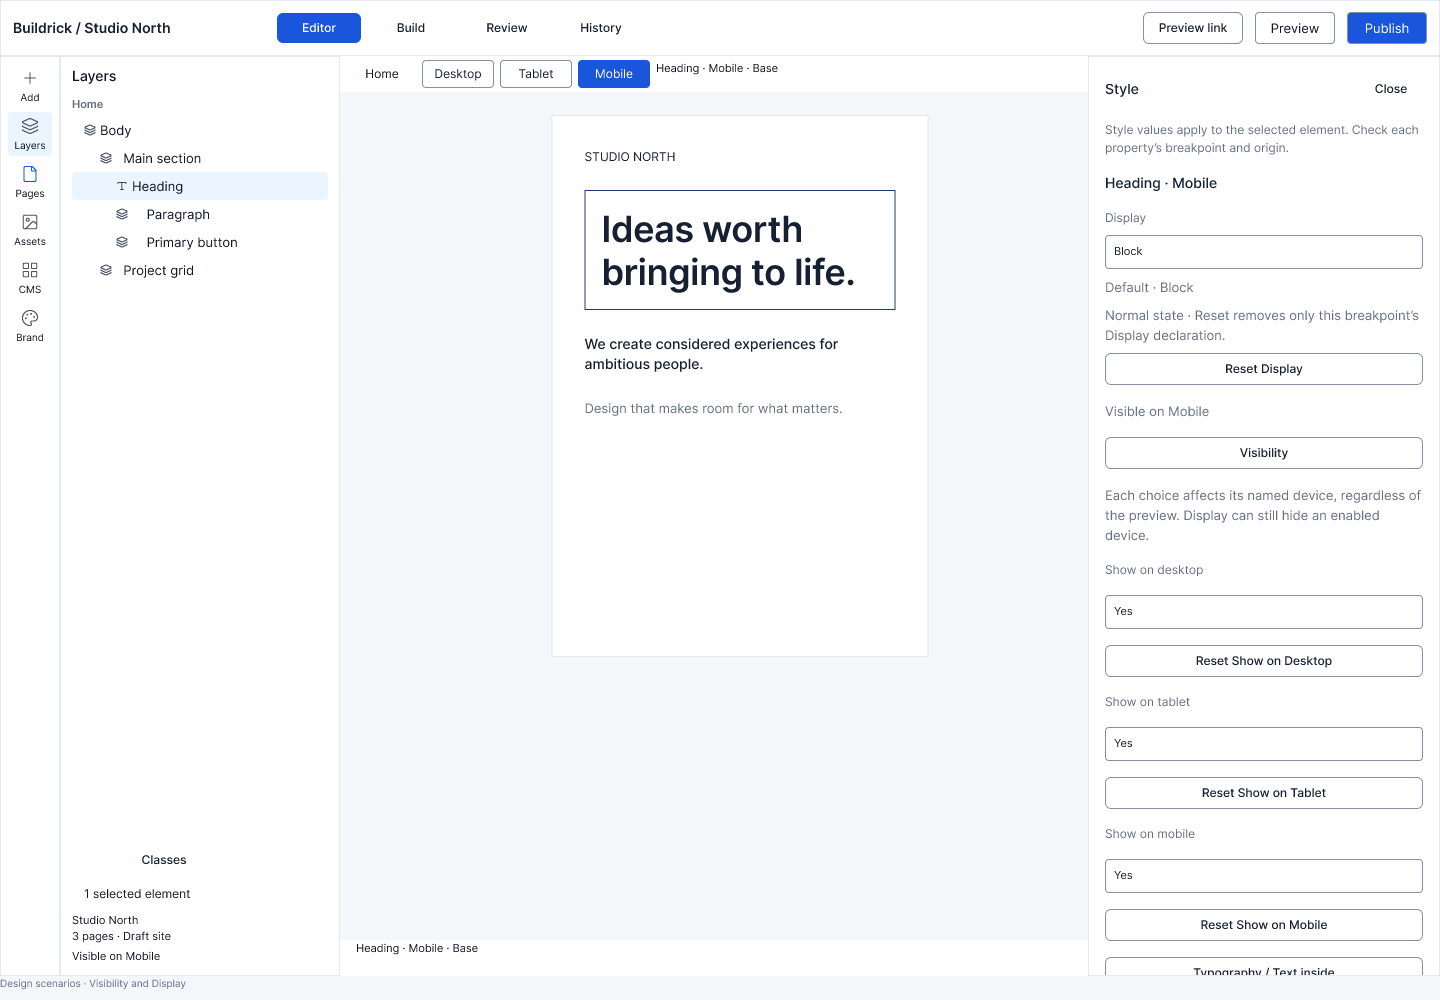 Buildrick / Studio North
Editor
Build
Review
History
Preview link
Preview
Publish
Add
Layers
Pages
Assets
CMS
Brand
Layers
Home
Body
Main section
Heading
Paragraph
Primary button
Project grid
Classes
1 selected element
Studio North
3 pages · Draft site
Visible on Mobile
Home
Desktop
Tablet
Mobile
Heading · Mobile · Base
STUDIO NORTH
Ideas worth
bringing to life.
We create considered experiences for
ambitious people.
Design that makes room for what matters.
Heading · Mobile · Base
Style
Close
Style values apply to the selected element. Check each
property's breakpoint and origin.
Heading · Mobile
Display
Block
Default · Block
Normal state · Reset removes only this breakpoint's
Display declaration.
Reset Display
Visible on Mobile
Visibility
Each choice affects its named device, regardless of
the preview. Display can still hide an enabled
device.
Show on desktop
Yes
Reset Show on Desktop
Show on tablet
Yes
Reset Show on Tablet
Show on mobile
Yes
Reset Show on Mobile
Typography / Text inside
Design scenarios · Visibility and Display